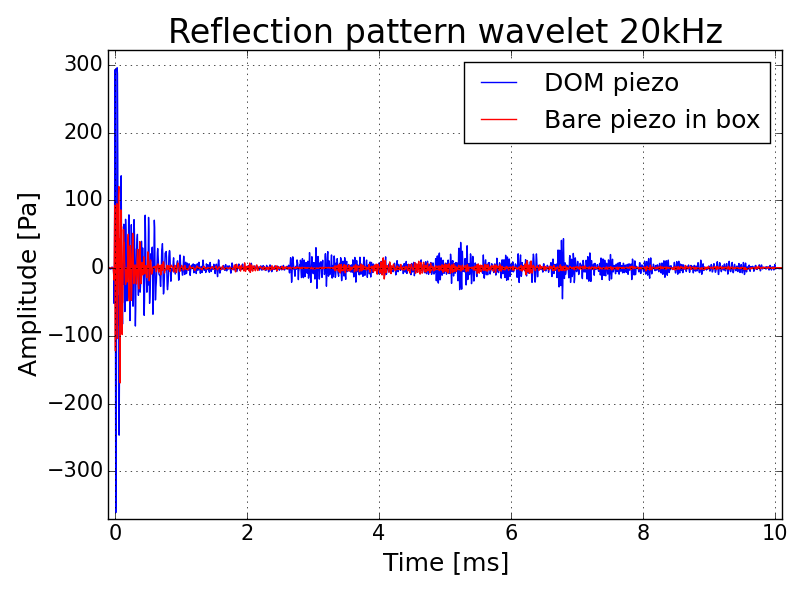 Reflection pattern wavelet 20kHz
DOM piezo
Bare piezo in box
300
200
100
0
−100
−200
−300
Amplitude [Pa]
0 2 4 6 8 10
Time [ms]